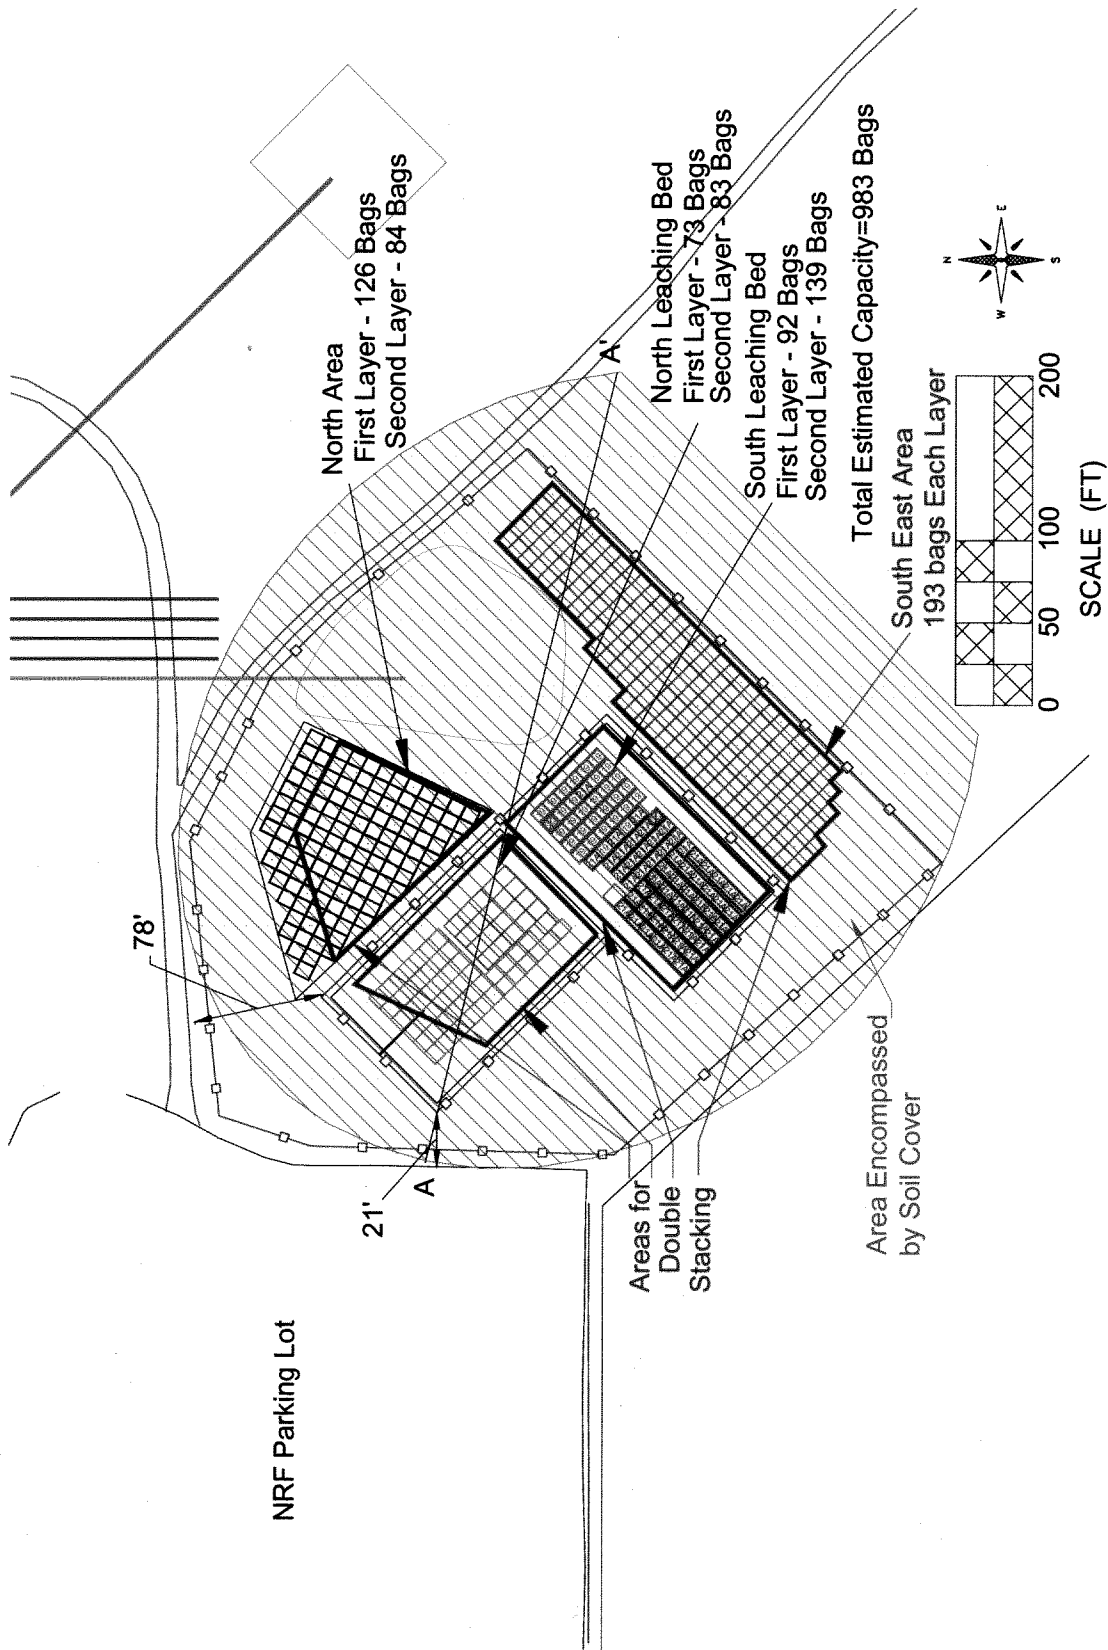 NRF Parking Lot
78'
21'
A
A'
North Area
First Layer - 126 Bags
Second Layer - 84 Bags
North Leaching Bed
First Layer - 73 Bags
Second Layer - 83 Bags
South Leaching Bed
First Layer - 92 Bags
Second Layer - 139 Bags
Total Estimated Capacity=983 Bags
South East Area
193 bags Each Layer
Areas for
Double
Stacking
Area Encompassed
by Soil Cover
N
W
E
S
0
50
100
200
SCALE (FT)